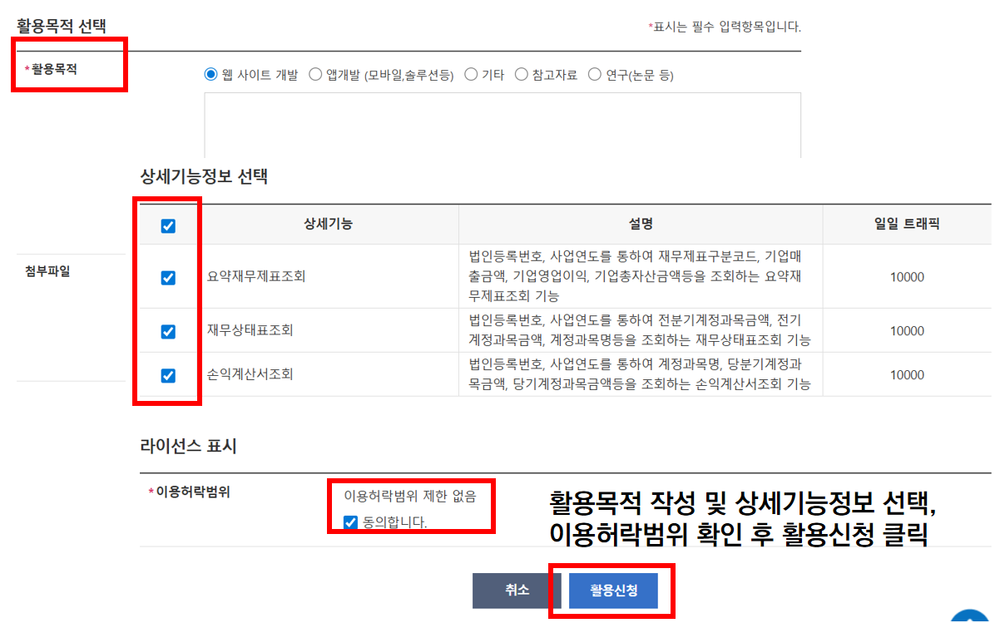 활용목적 선택
*표시는 필수 입력항목입니다.
*활용목적
웹 사이트 개발 앱개발 (모바일,솔루션등) 기타 참고자료 연구(논문 등)
상세기능정보 선택
상세기능 설명 일일 트래픽
첨부파일
요약재무제표조회
법인등록번호, 사업연도를 통하여 재무제표구분코드, 기업매
출금액, 기업영업이익, 기업총자산금액등을 조회하는 요약재
무제표조회 기능
10000
재무상태표조회
법인등록번호, 사업연도를 통하여 전분기계정과목금액, 전기
계정과목금액, 계정과목명등을 조회하는 재무상태표조회 기능
10000
손익계산서조회
법인등록번호, 사업연도를 통하여 계정과목명, 당분기계정과
목금액, 당기계정과목금액등을 조회하는 손익계산서조회 기능
10000
라이선스 표시
*이용허락범위
이용허락범위 제한 없음
동의합니다.
활용목적 작성 및 상세기능정보 선택,
이용허락범위 확인 후 활용신청 클릭
취소 활용신청